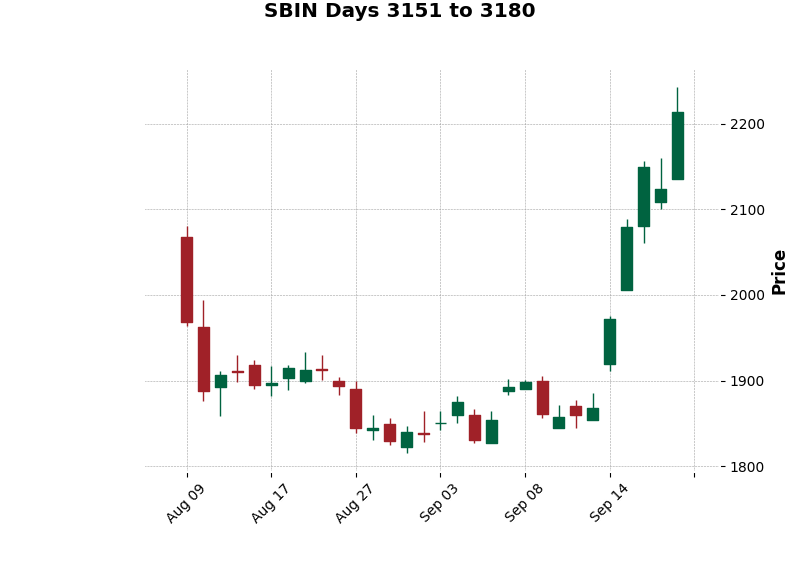 SBIN Days 3151 to 3180
2200
2100
2000
1900
1800
Price
Aug 09
Aug 17
Aug 27
Sep 03
Sep 08
Sep 14